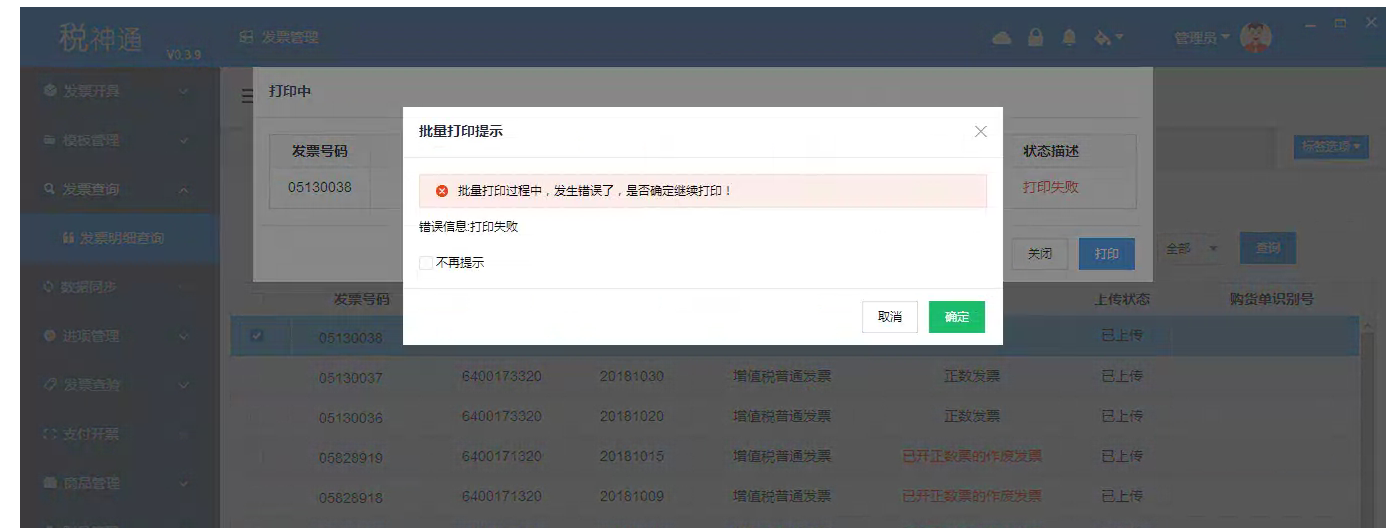 税神通 V0.3.9 发票管理 管理员
发票开具
打印中
模板管理
批量打印提示
标签选项
发票号码 状态描述
发票查询
05130038 批量打印过程中，发生错误了，是否确定继续打印！ 打印失败
错误信息:打印失败
发票明细查询
不再提示
关闭 打印 全部 查询
数据同步
发票号码 上传状态 购货单识别号
取消 确定
进项管理 05130038 已上传
发票查验 05130037 6400173320 20181030 增值税普通发票 正数发票 已上传
05130036 6400173320 20181020 增值税普通发票 正数发票 已上传
支付开票
05828919 6400171320 20181015 增值税普通发票 已开正数票的作废发票 已上传
商品管理
05828918 6400171320 20181009 增值税普通发票 已开正数票的作废发票 已上传